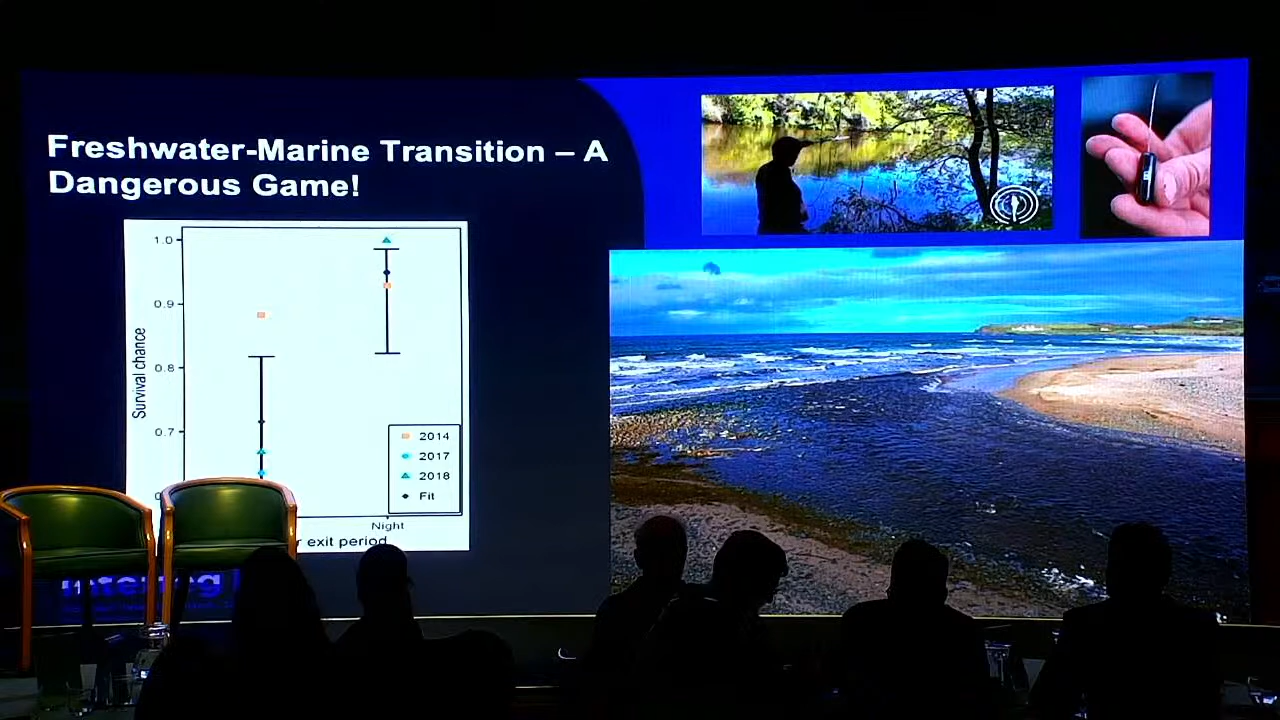 Freshwater-Marine Transition – A
Dangerous Game!
1.0
0.9
0.8
0.7
Survival chance
2014
2017
2018
Fit
Night
exit period
Interreg